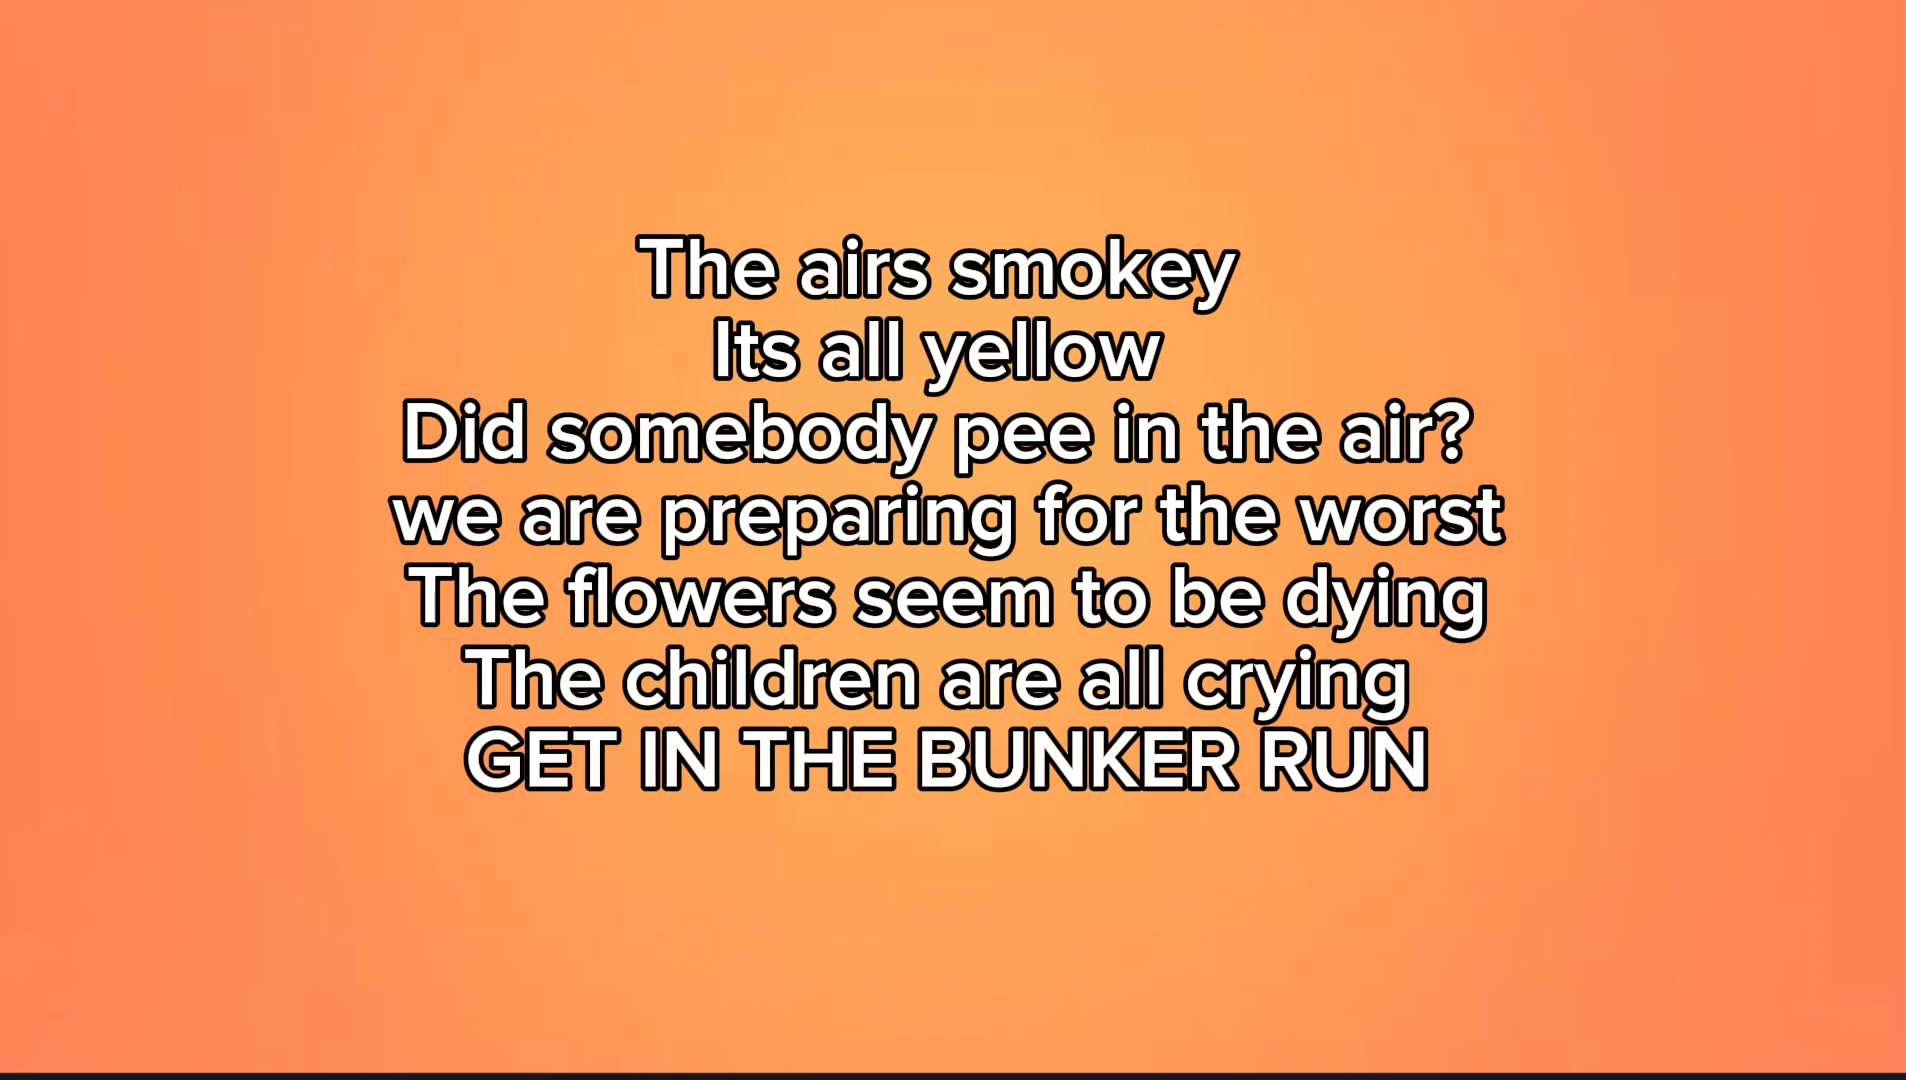 The airs smokey
Its all yellow
Did somebody pee in the air?
we are preparing for the worst
The flowers seem to be dying
The children are all crying
GET IN THE BUNKER RUN